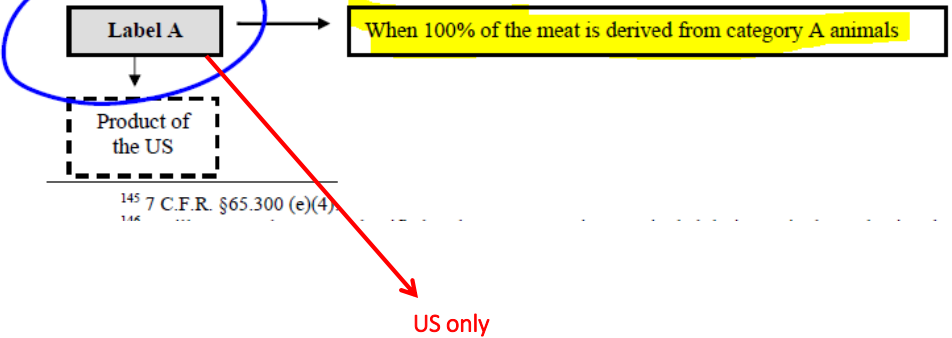 Label A
When 100% of the meat is derived from category A animals
Product of
the US
145 7 C.F.R. §65.300 (e)(4).
US only